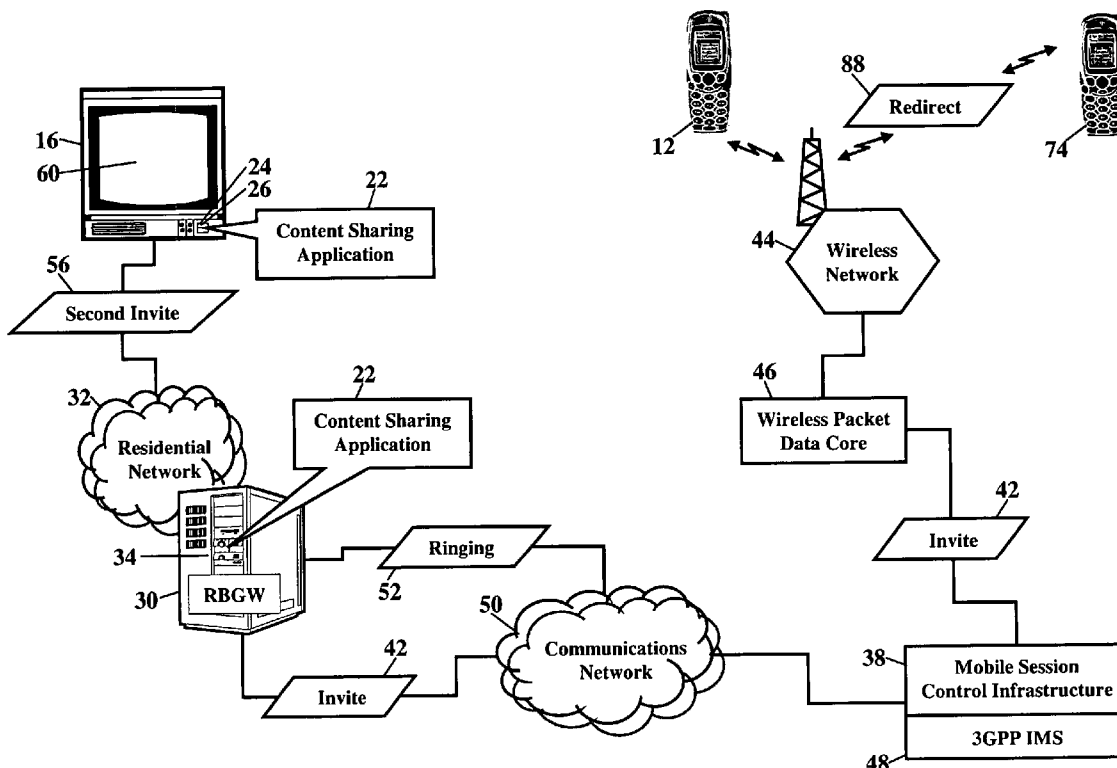 88
Redirect
12
74
16
60
24
26
22
Content Sharing
Application
44
Wireless
Network
56
Second Invite
32
Residential
Network
22
Content Sharing
Application
46
Wireless Packet
Data Core
42
Invite
34
30
RBGW
Ringing
52
50
Communications
Network
42
Invite
38
Mobile Session
Control Infrastructure
3GPP IMS
48